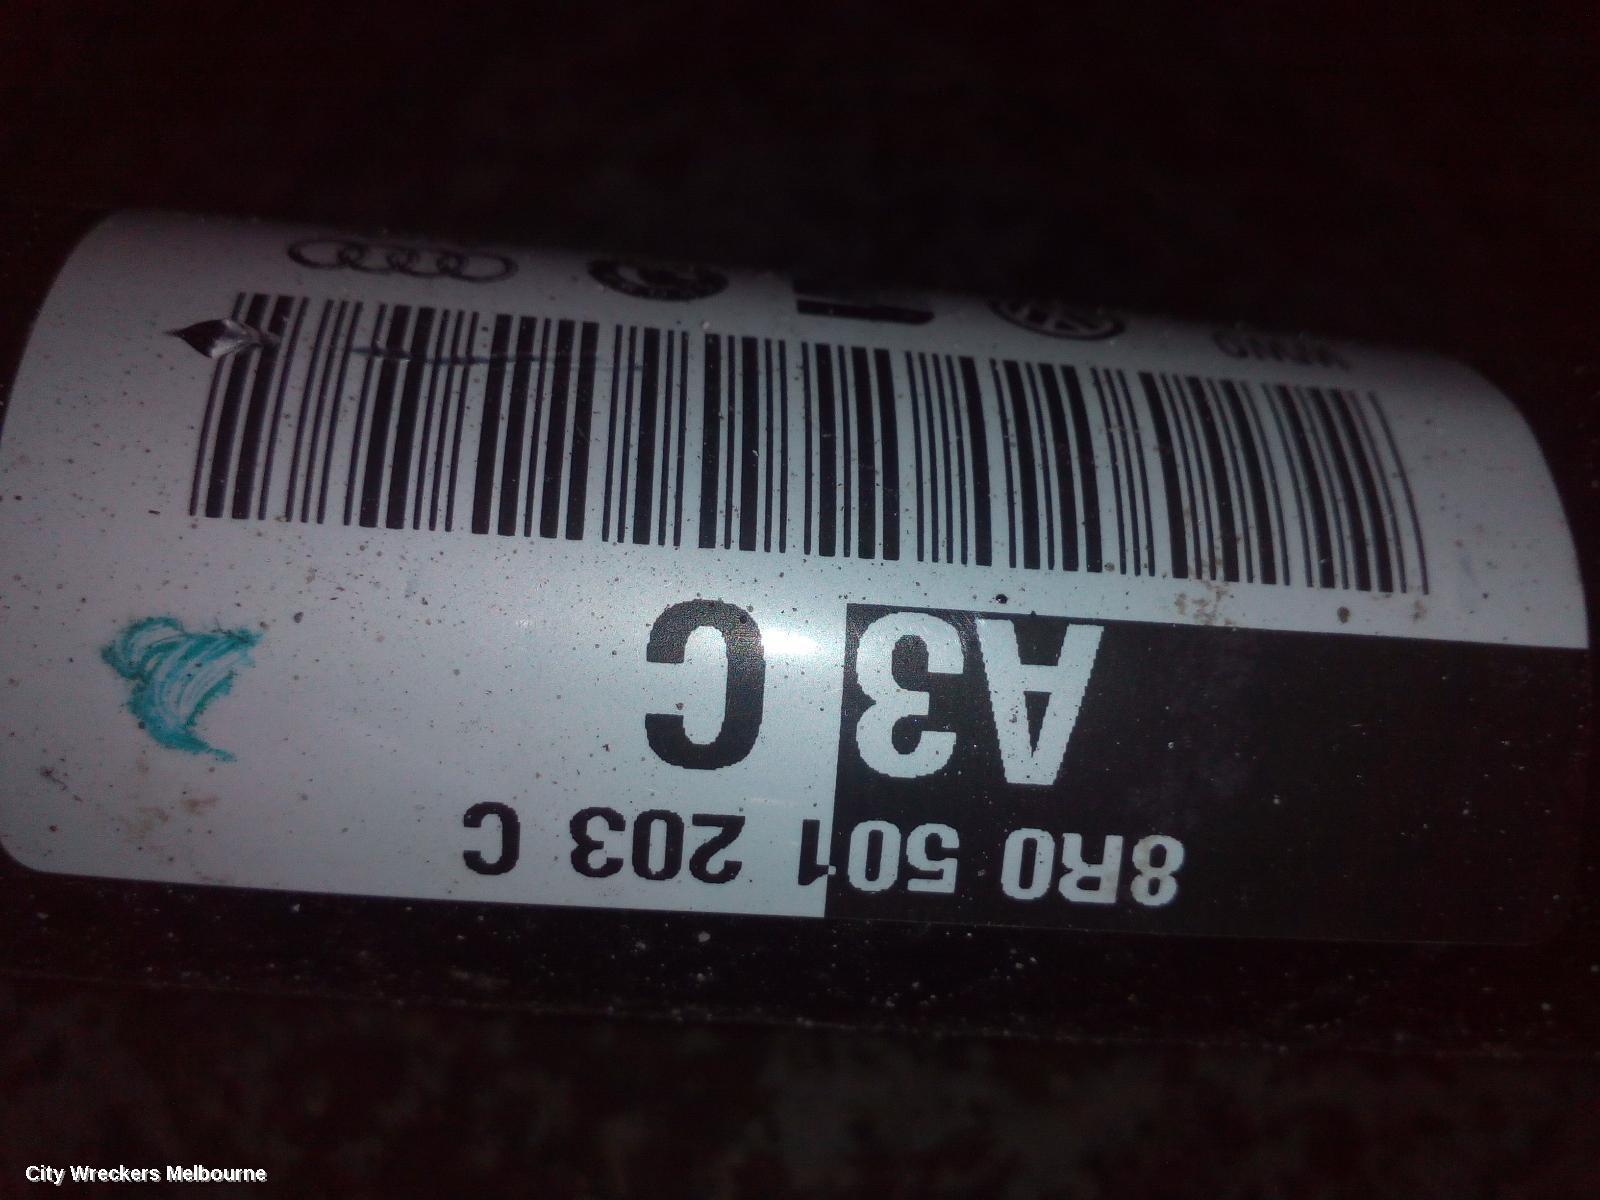 8R0 501 203 C
A3 C
City Wreckers Melbourne